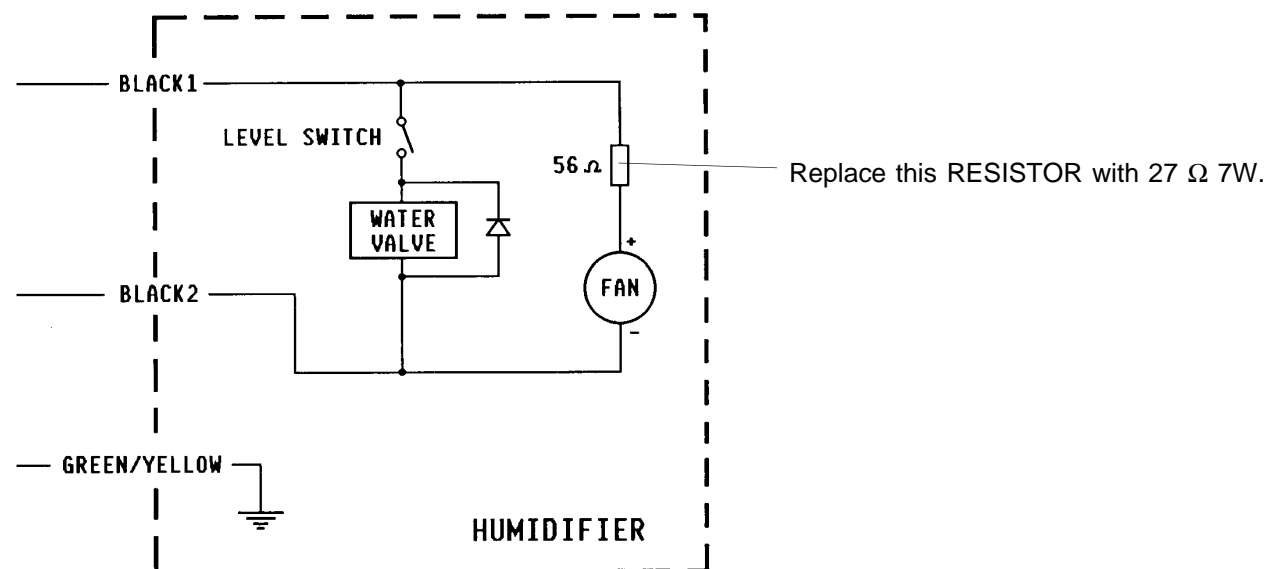 BLACK1
LEVEL SWITCH
56 Ω
Replace this RESISTOR with 27 Ω 7W.
WATER
VALVE
+
FAN
BLACK2
-
GREEN/YELLOW
HUMIDIFIER